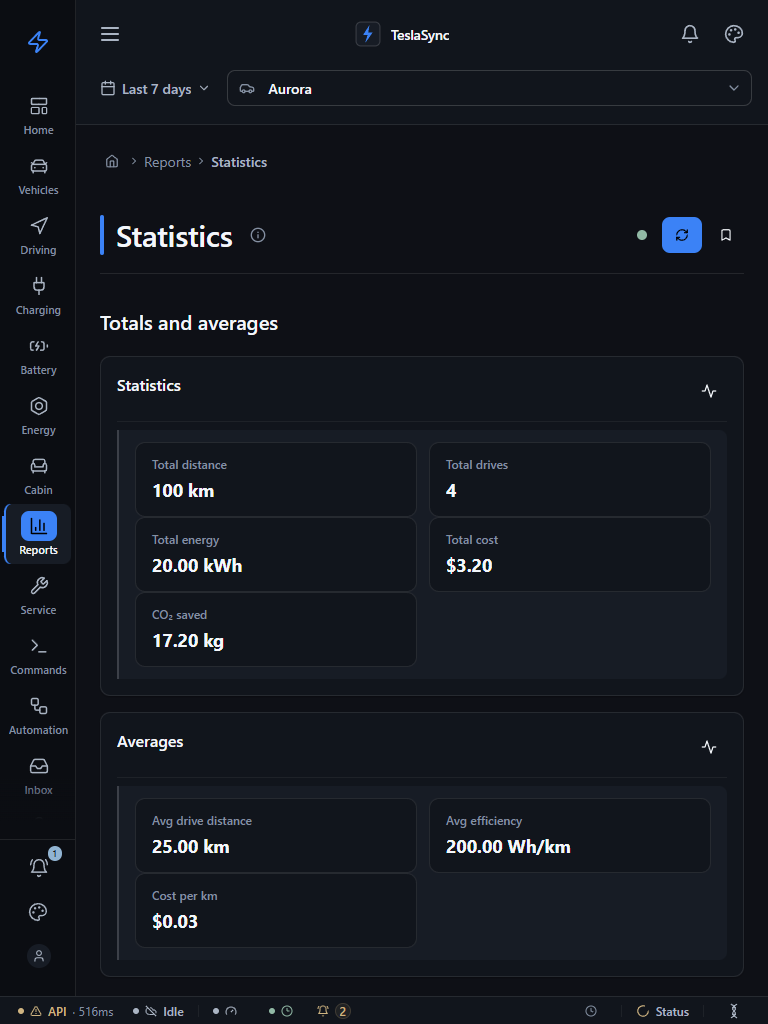 TeslaSync
Last 7 days
Aurora
Home
Vehicles
Driving
Charging
Battery
Energy
Cabin
Reports
Service
Commands
Automation
Inbox
1
Reports
Statistics
Statistics
Totals and averages
Statistics
Total distance
100 km
Total drives
4
Total energy
20.00 kWh
Total cost
$3.20
CO₂ saved
17.20 kg
Averages
Avg drive distance
25.00 km
Avg efficiency
200.00 Wh/km
Cost per km
$0.03
API · 516ms
Idle
2
Status